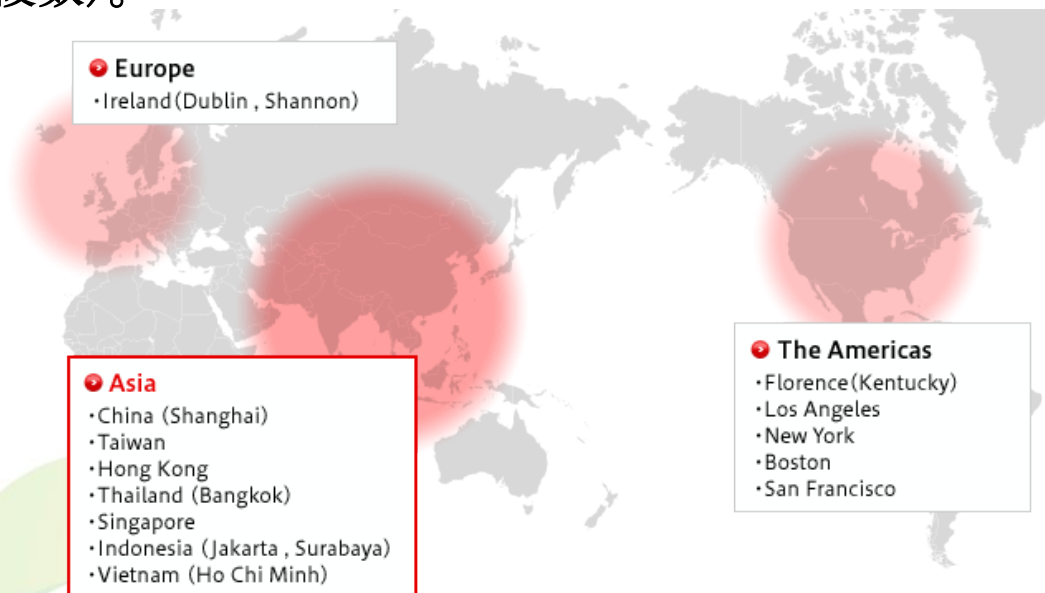 Europe
・Ireland(Dublin , Shannon)
Asia
・China (Shanghai)
・Taiwan
・Hong Kong
・Thailand (Bangkok)
・Singapore
・Indonesia (Jakarta , Surabaya)
・Vietnam (Ho Chi Minh)
The Americas
・Florence(Kentucky)
・Los Angeles
・New York
・Boston
・San Francisco